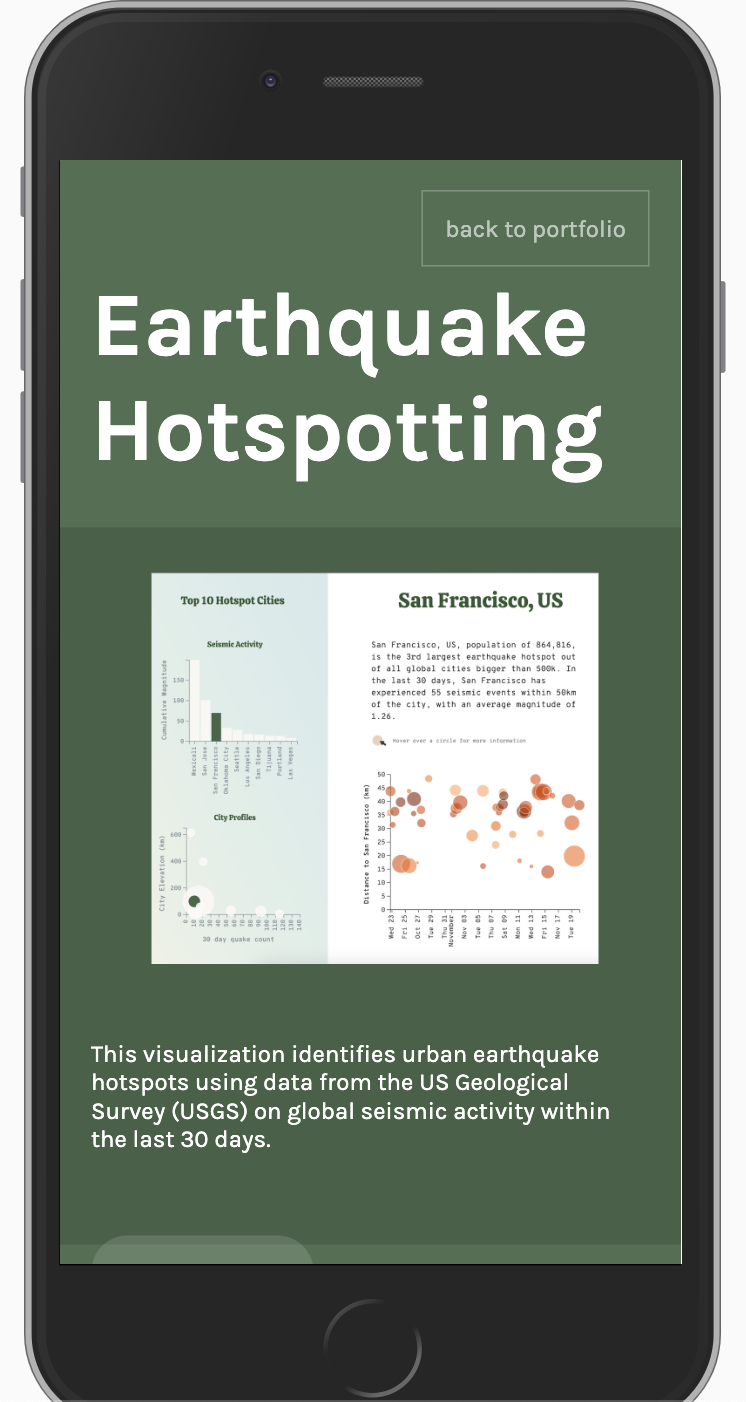 back to portfolio
Earthquake
Hotspotting
Top 10 Hotspot Cities
Seismic Activity
Cumulative Magnitude
150
100
50
0
Mexicali
San Jose
San Francisco
Oklahoma City
Seattle
Los Angeles
San Diego
Tijuana
Portland
Las Vegas
City Profiles
City Elevation (km)
600
400
200
0
0
10
20
30
40
50
60
70
80
90
100
110
120
130
140
30 day quake count
San Francisco, US
San Francisco, US, population of 864,816,
is the 3rd largest earthquake hotspot out
of all global cities bigger than 500k. In
the last 30 days, San Francisco has
experienced 55 seismic events within 50km
of the city, with an average magnitude of
1.26.
Hover over a circle for more information
Distance to San Francisco (km)
50
45
40
35
30
25
20
15
10
5
0
Wed 23
Fri 25
Oct 27
Tue 29
Thu 31
November
Nov 03
Tue 05
Thu 07
Sat 09
Mon 11
Wed 13
Fri 15
Nov 17
Tue 19
This visualization identifies urban earthquake
hotspots using data from the US Geological
Survey (USGS) on global seismic activity within
the last 30 days.